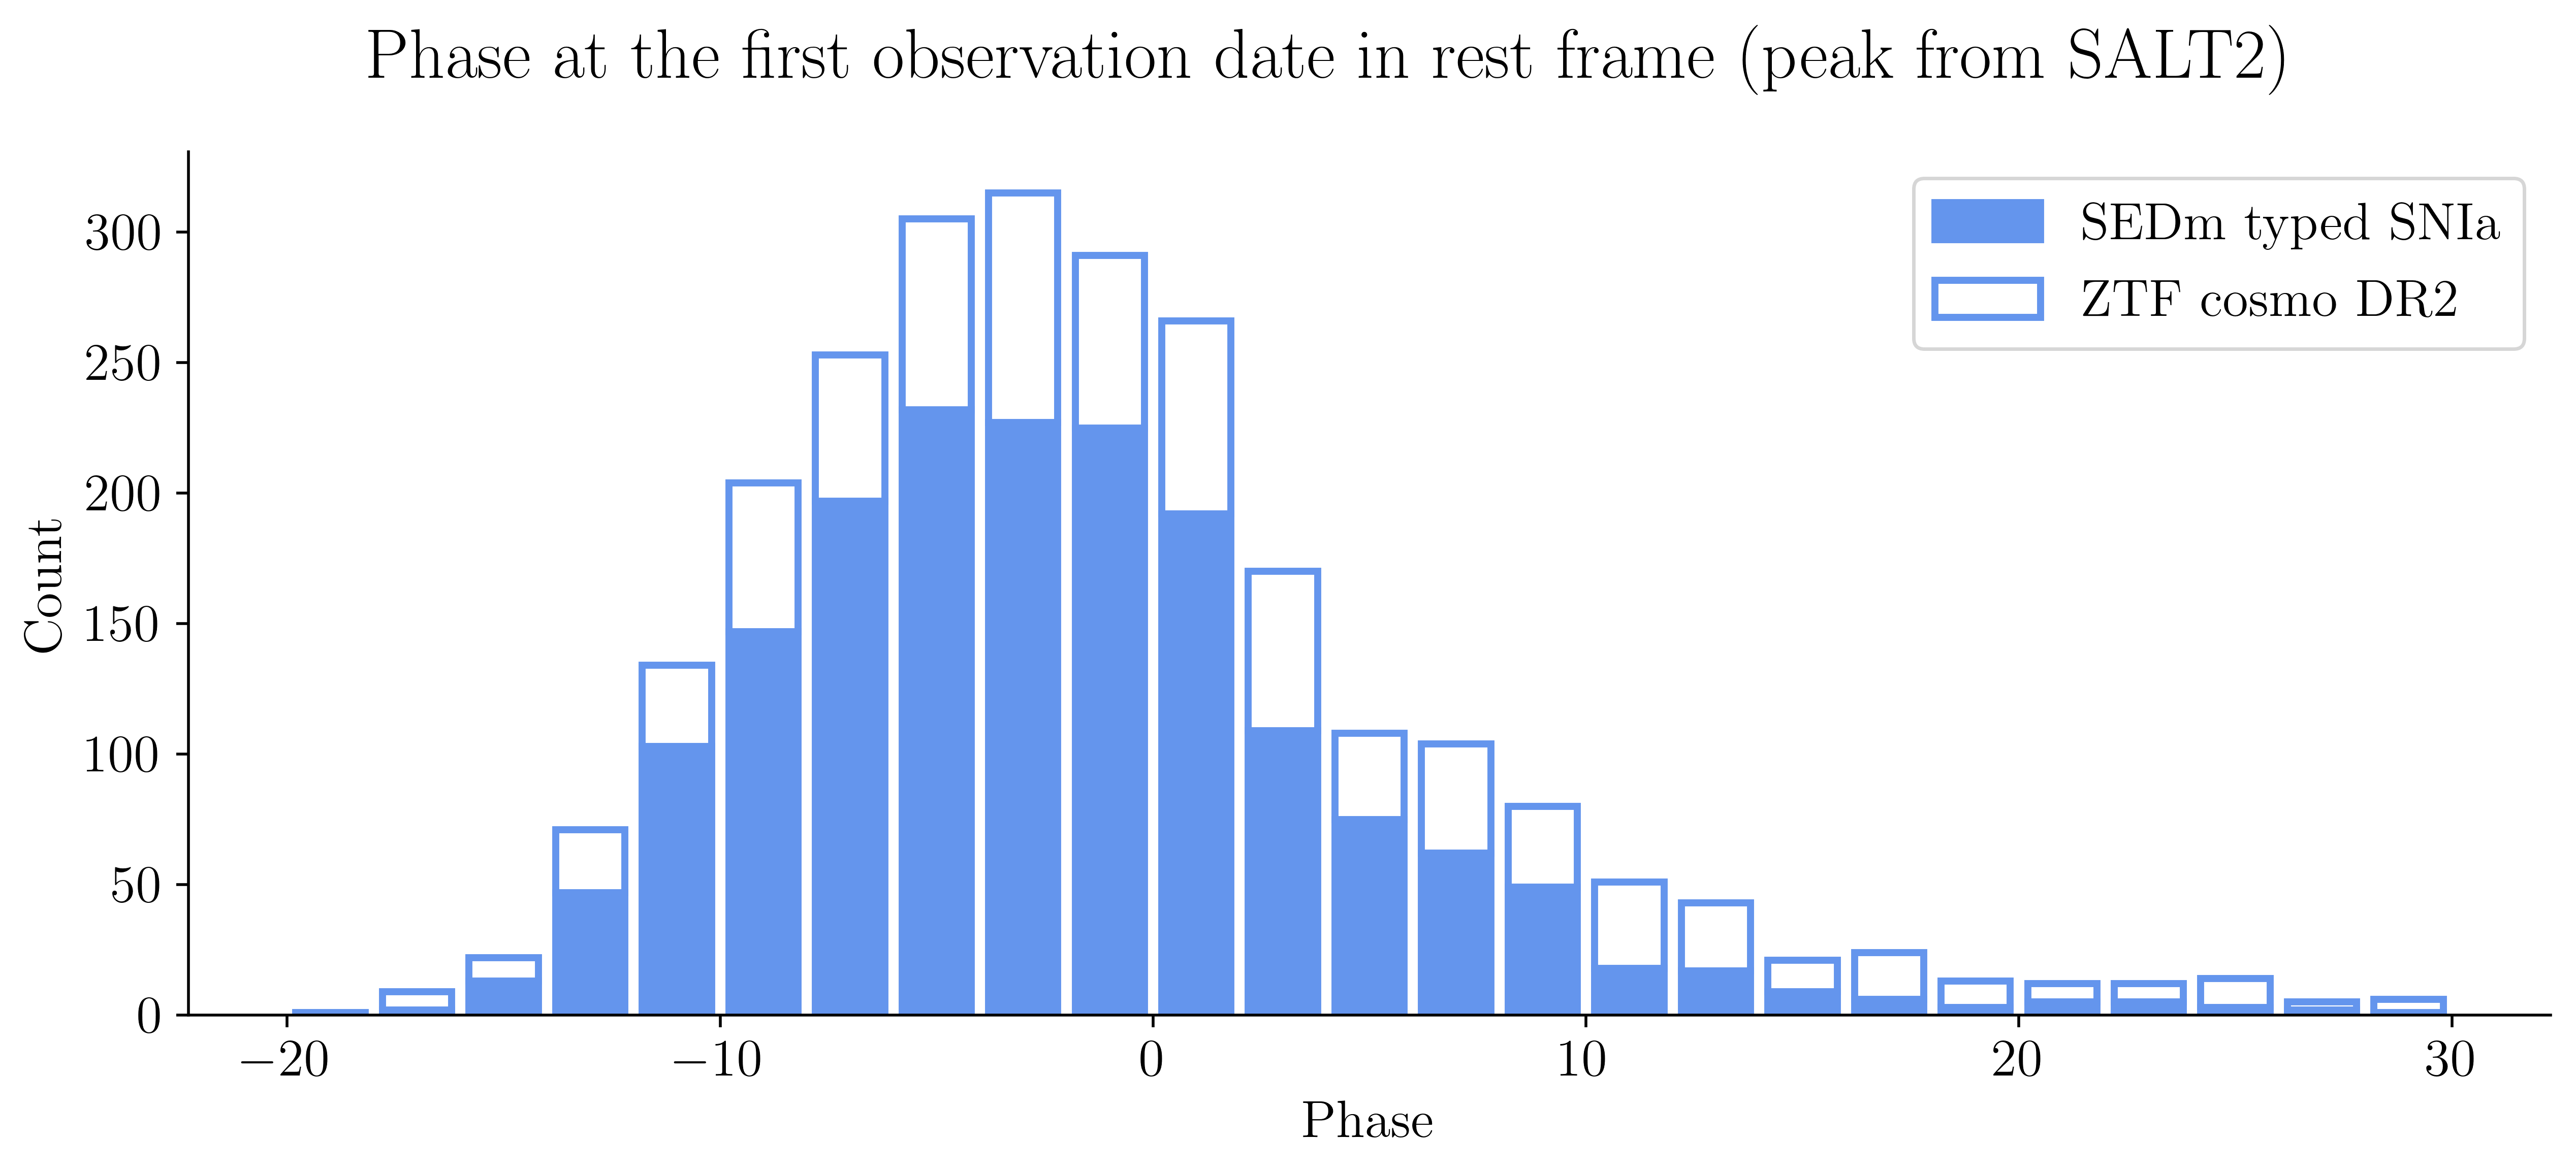 Phase at the first observation date in rest frame (peak from SALT2)
SEDm typed SNIa
ZTF cosmo DR2
Count
300
250
200
150
100
50
0
−20
−10
0
10
20
30
Phase